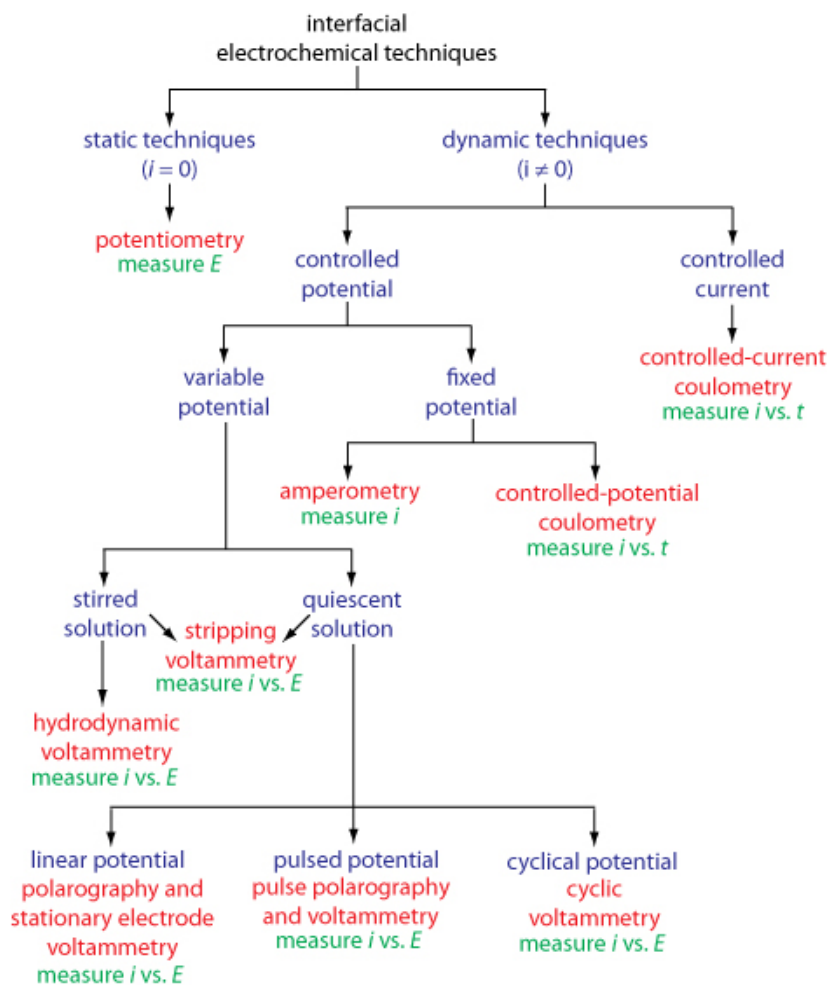 interfacial
electrochemical techniques
static techniques
(i = 0)
dynamic techniques
(i ≠ 0)
potentiometry
measure E
controlled
potential
controlled
current
controlled-current
coulometry
measure i vs. t
variable
potential
fixed
potential
amperometry
measure i
controlled-potential
coulometry
measure i vs. t
stirred
solution
quiescent
solution
stripping
voltammetry
measure i vs. E
hydrodynamic
voltammetry
measure i vs. E
linear potential
polarography and
stationary electrode
voltammetry
measure i vs. E
pulsed potential
pulse polarography
and voltammetry
measure i vs. E
cyclical potential
cyclic
voltammetry
measure i vs. E